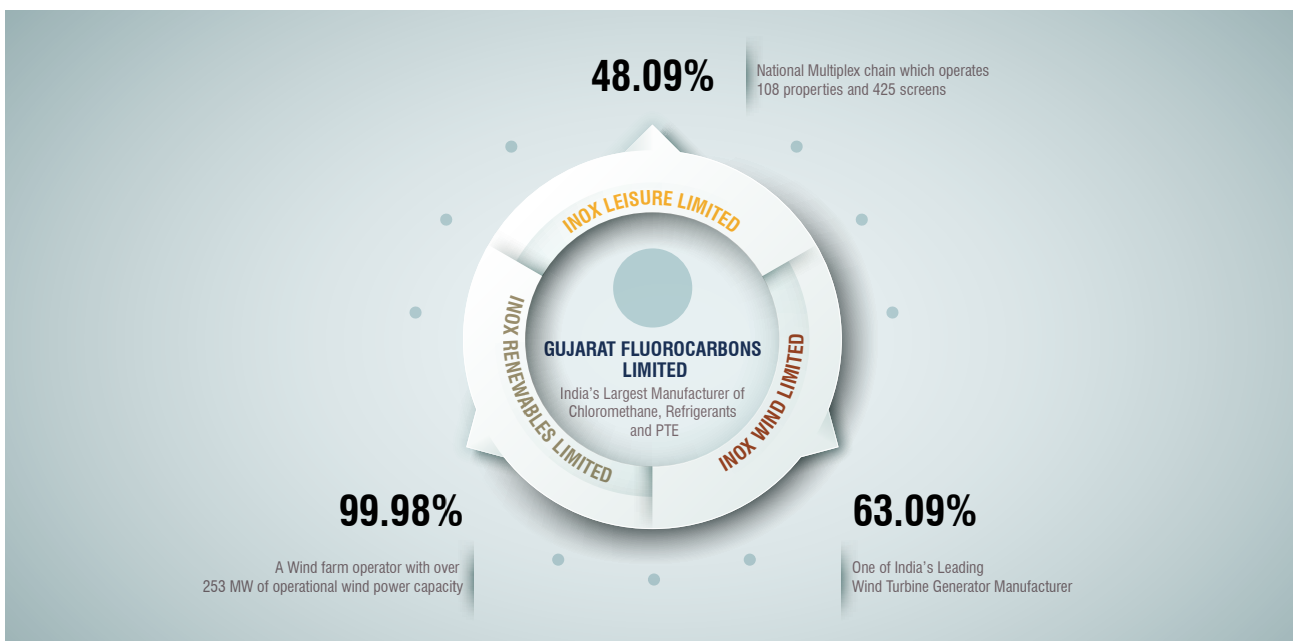 48.09%
National Multiplex chain which operates
108 properties and 425 screens
INOX LEISURE LIMITED
INOX RENEWABLES LIMITED
INOX WIND LIMITED
GUJARAT FLUOROCARBONS
LIMITED
India's Largest Manufacturer of
Chloromethane, Refrigerants
and PTE
99.98%
A Wind farm operator with over
253 MW of operational wind power capacity
63.09%
One of India's Leading
Wind Turbine Generator Manufacturer